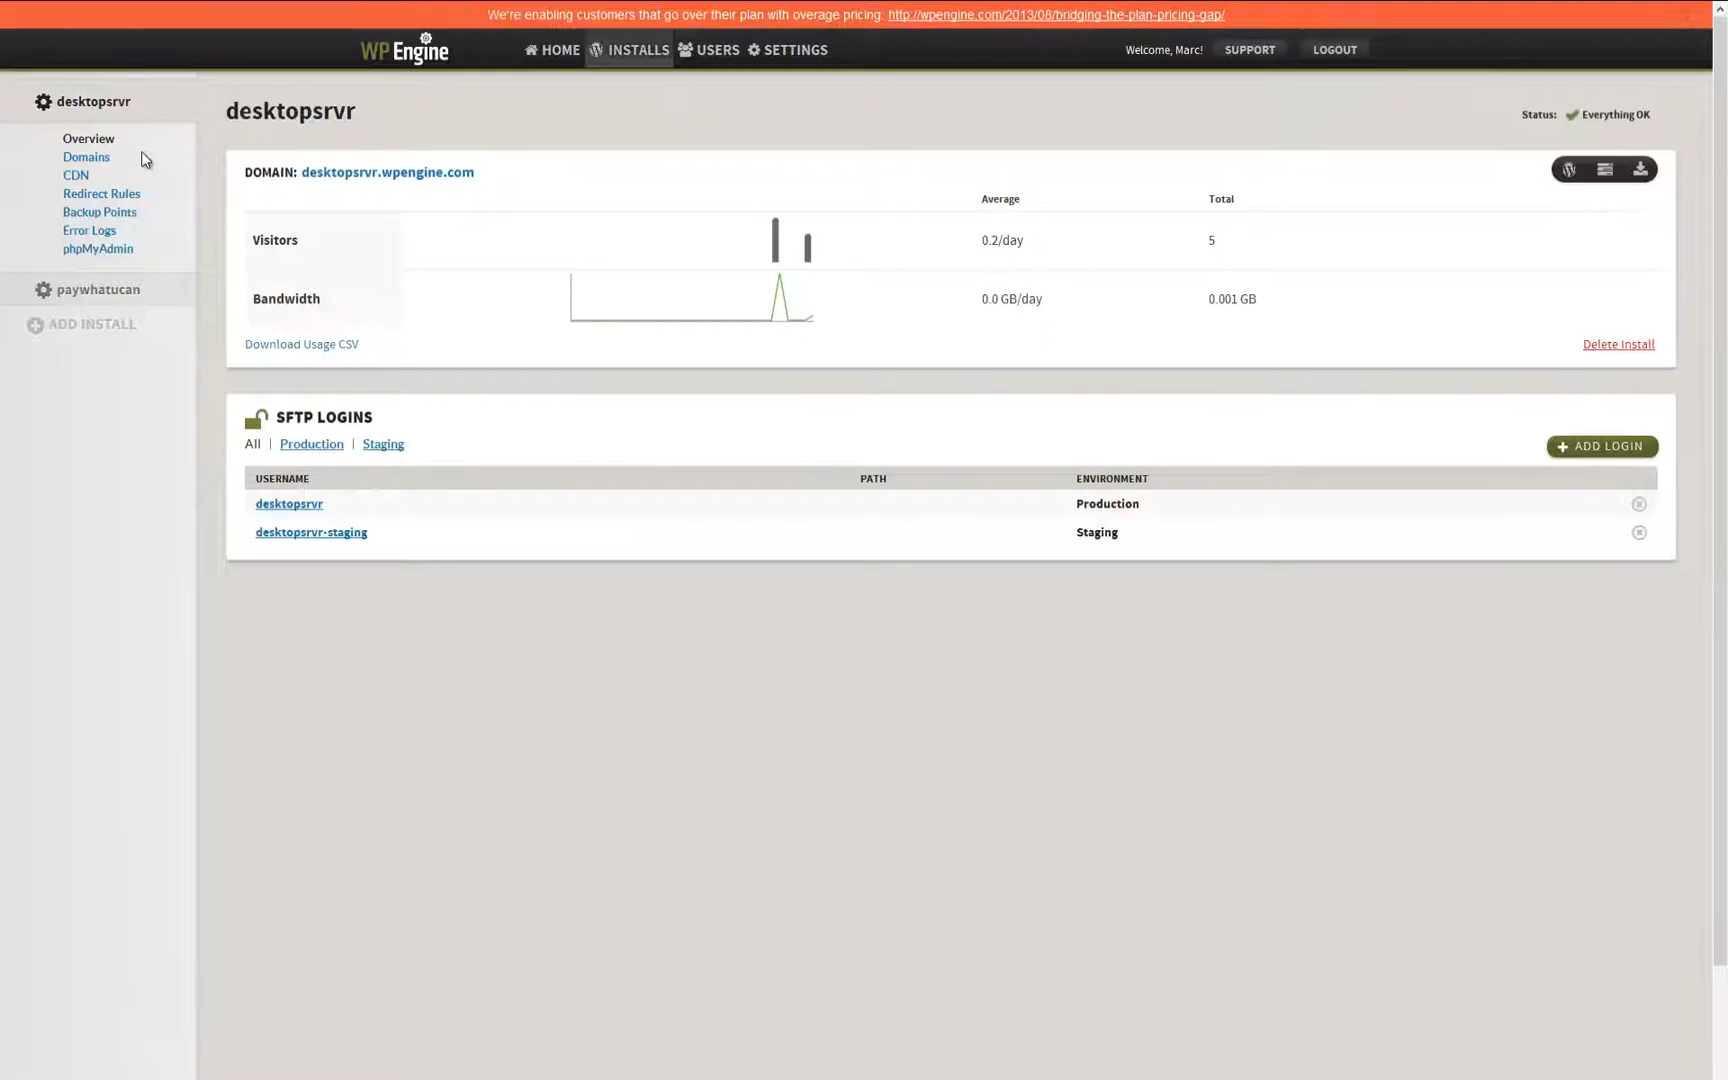 We're enabling customers that go over their plan with overage pricing: http://wpengine.com/2013/08/bridging-the-plan-pricing-gap/
WP Engine HOME INSTALLS USERS SETTINGS Welcome, Marc! SUPPORT LOGOUT
desktopsrvr
Overview
Domains
CDN
Redirect Rules
Backup Points
Error Logs
phpMyAdmin
paywhatucan
ADD INSTALL
desktopsrvr
Status: Everything OK
DOMAIN: desktopsrvr.wpengine.com
Average Total
Visitors 0.2/day 5
Bandwidth 0.0 GB/day 0.001 GB
Download Usage CSV Delete Install
SFTP LOGINS
All | Production | Staging
ADD LOGIN
USERNAME PATH ENVIRONMENT
desktopsrvr Production
desktopsrvr-staging Staging